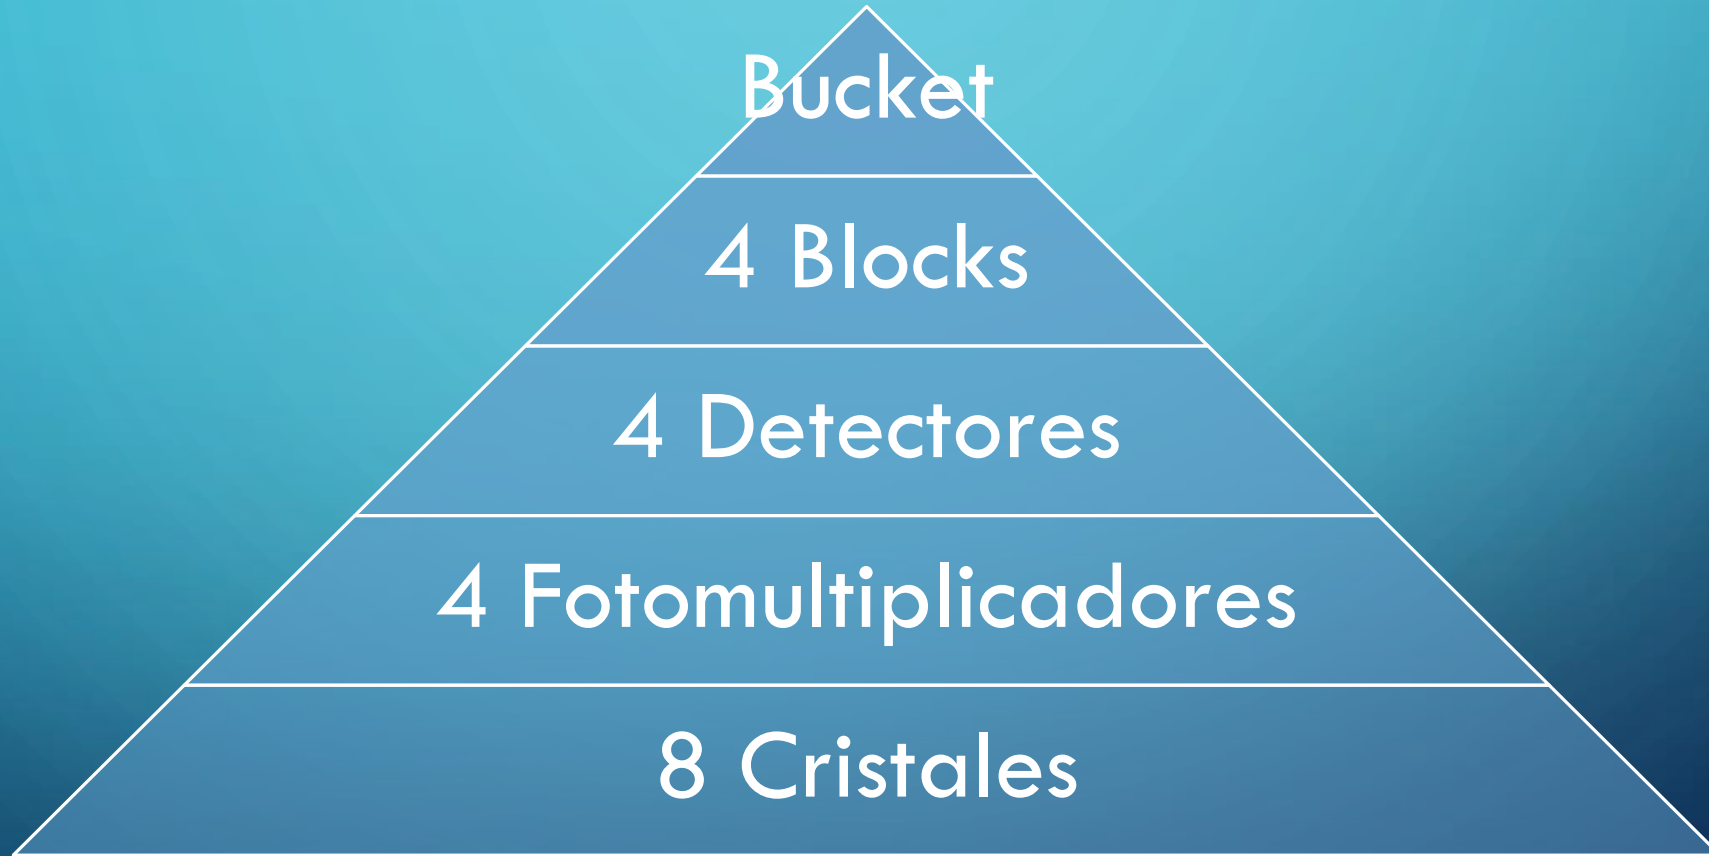 Bucket
4 Blocks
4 Detectores
4 Fotomultiplicadores
8 Cristales